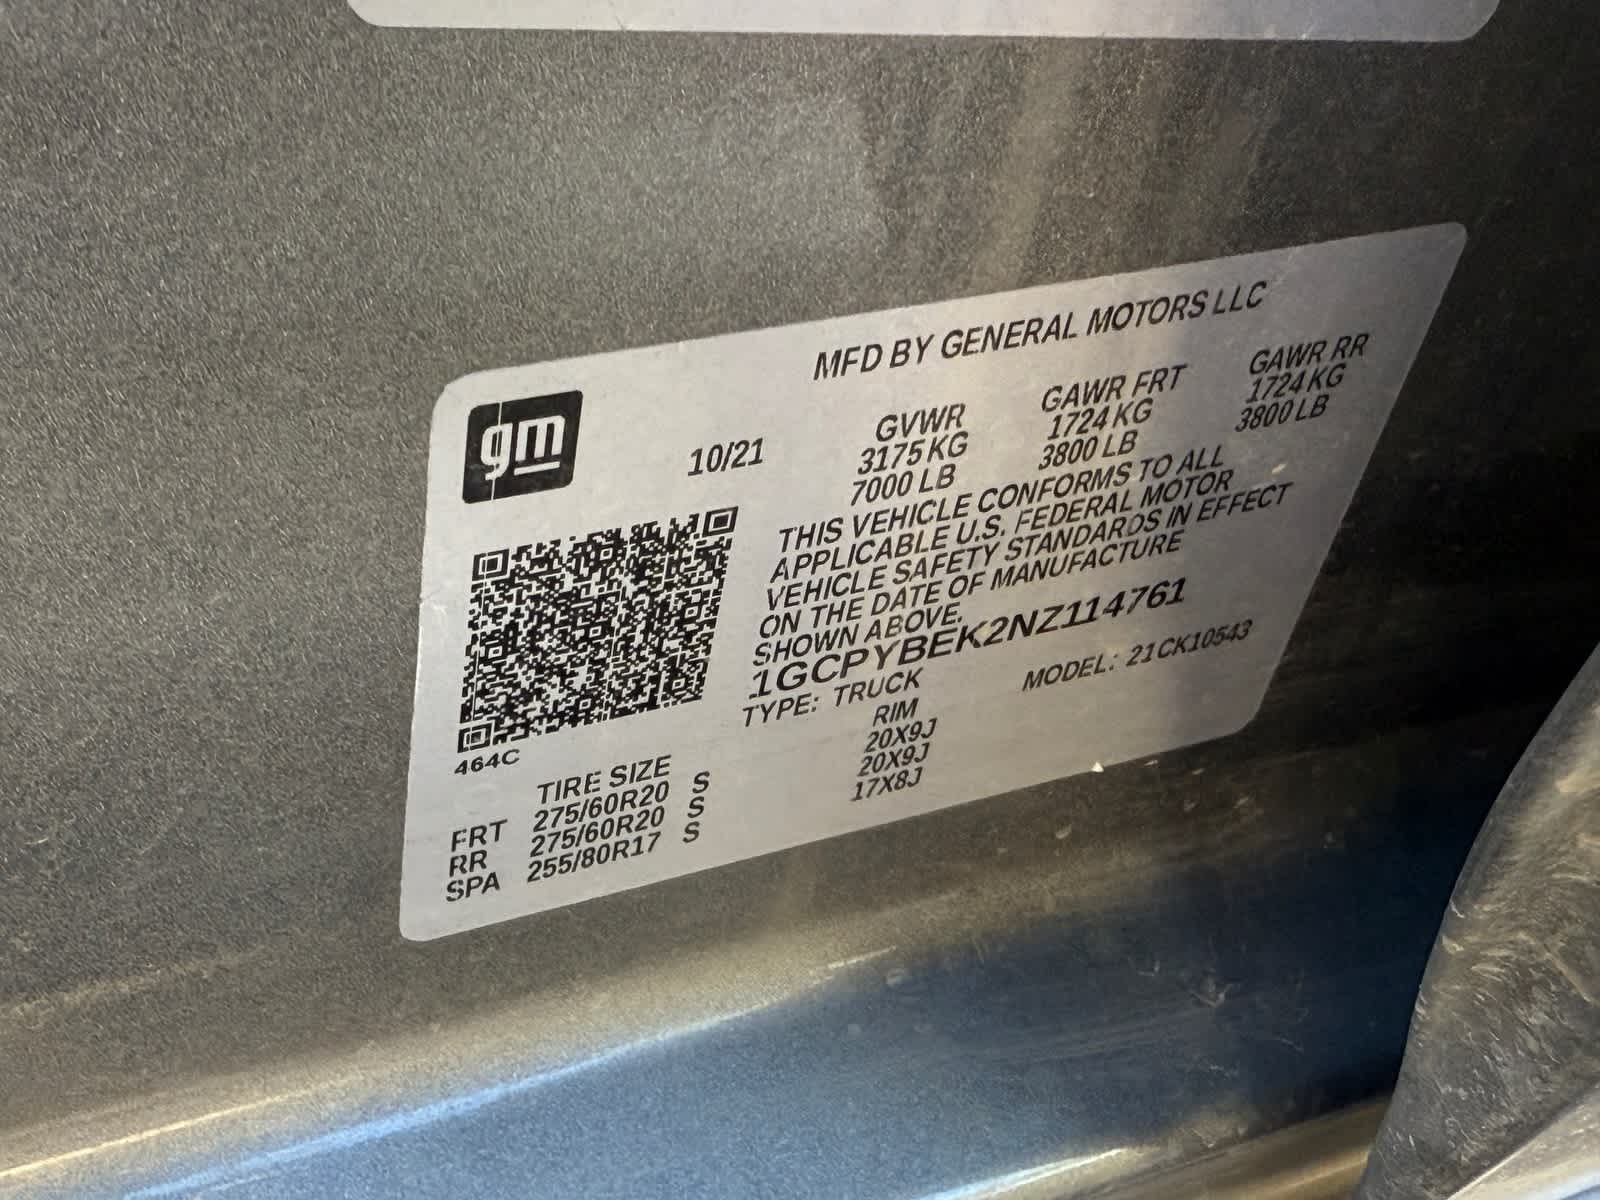 MFD BY GENERAL MOTORS LLC
gm
10/21
GVWR GAWR FRT GAWR RR
3175 KG 1724 KG 1724 KG
7000 LB 3800 LB 3800 LB
THIS VEHICLE CONFORMS TO ALL
APPLICABLE U.S. FEDERAL MOTOR
VEHICLE SAFETY STANDARDS IN EFFECT
ON THE DATE OF MANUFACTURE
SHOWN ABOVE.
1GCPYBEK2NZ114761
TYPE: TRUCK MODEL: 21CK10543
464C
TIRE SIZE RIM
FRT 275/60R20 S 20X9J
RR 275/60R20 S 20X9J
SPA 255/80R17 S 17X8J